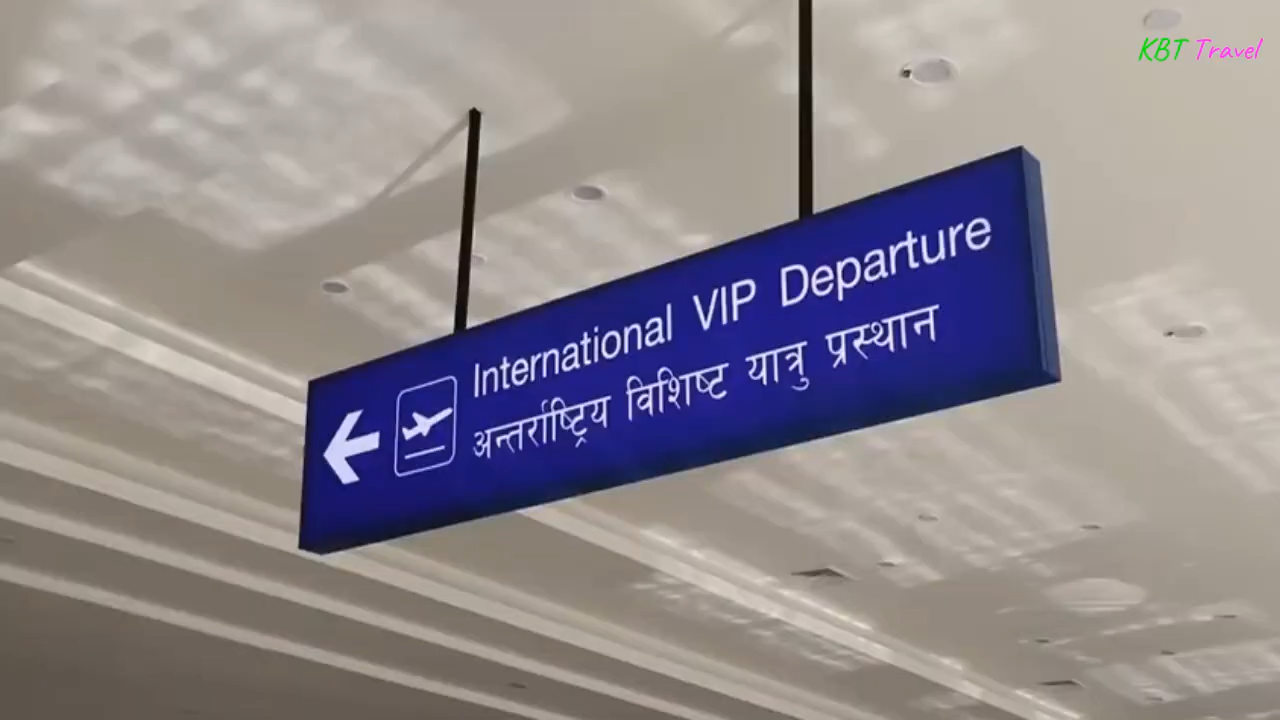 KBT Travel
International VIP Departure
अन्तर्राष्ट्रिय विशिष्ट यात्रु प्रस्थान